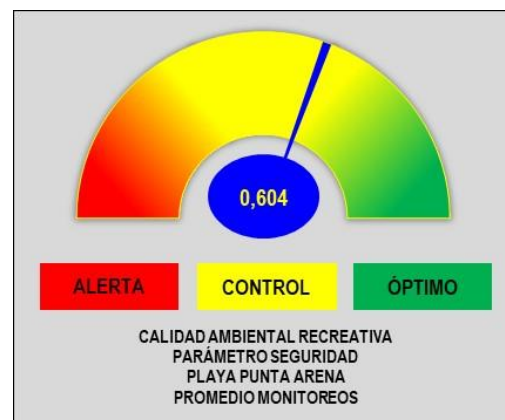 0,604
ALERTA CONTROL ÓPTIMO
CALIDAD AMBIENTAL RECREATIVA
PARÁMETRO SEGURIDAD
PLAYA PUNTA ARENA
PROMEDIO MONITOREOS